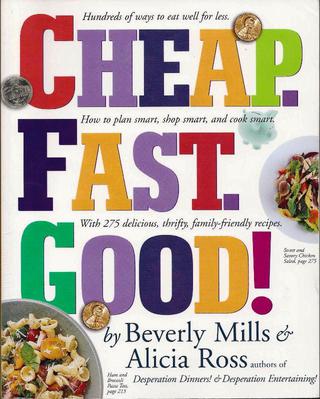 Hundreds of ways to eat well for less.
CHEAP.
How to plan smart, shop smart, and cook smart.
FAST.
With 275 delicious, thrifty, family-friendly recipes.
GOOD!
Sweet and
Savory Chicken
Salad, page 275
by Beverly Mills &
Alicia Ross authors of
Desperation Dinners! & Desperation Entertaining!
Ham and
Broccoli
Pasta Toss,
page 215